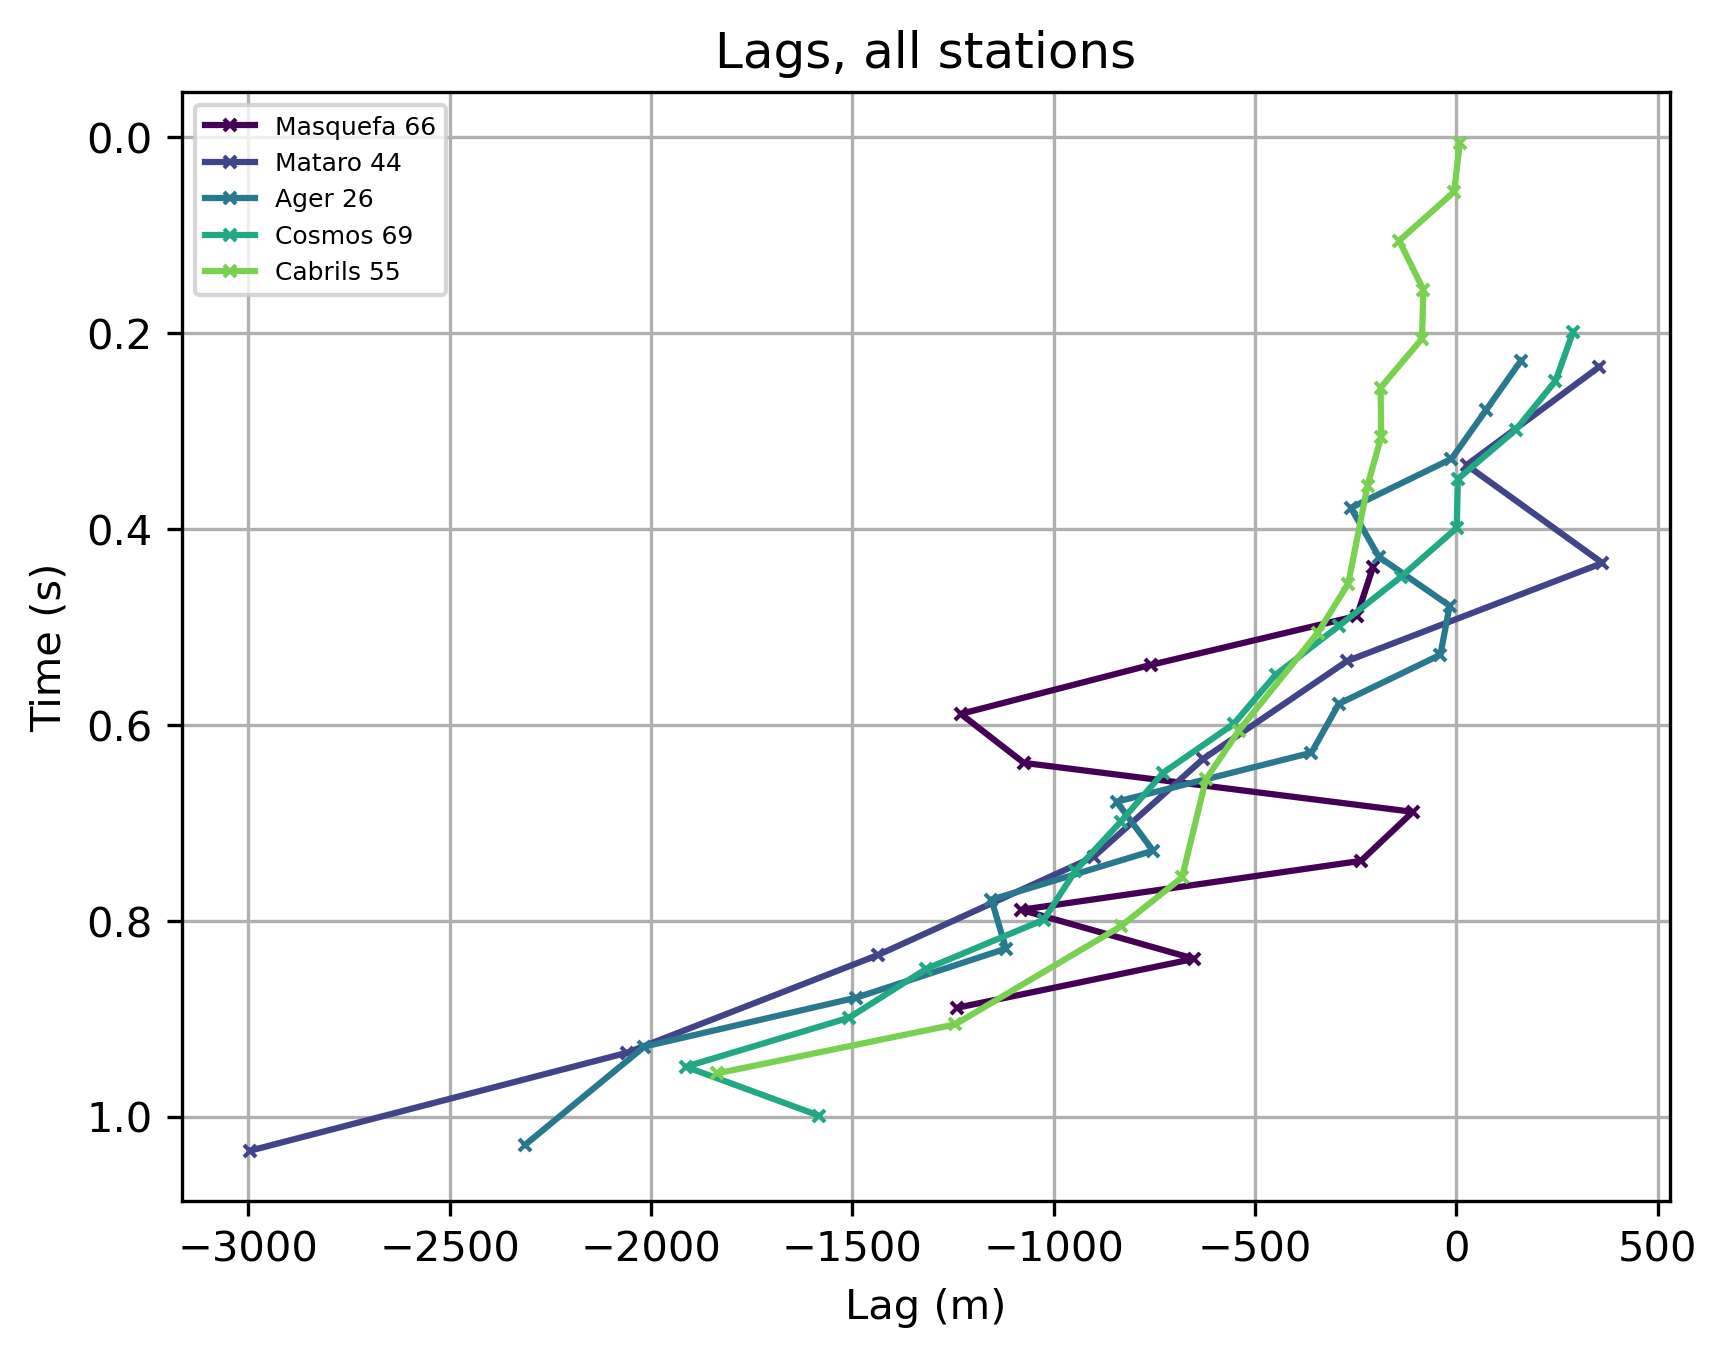 Lags, all stations
Masquefa 66
Mataro 44
Ager 26
Cosmos 69
Cabrils 55
0.0
0.2
0.4
0.6
0.8
1.0
Time (s)
−3000 −2500 −2000 −1500 −1000 −500 0 500
Lag (m)